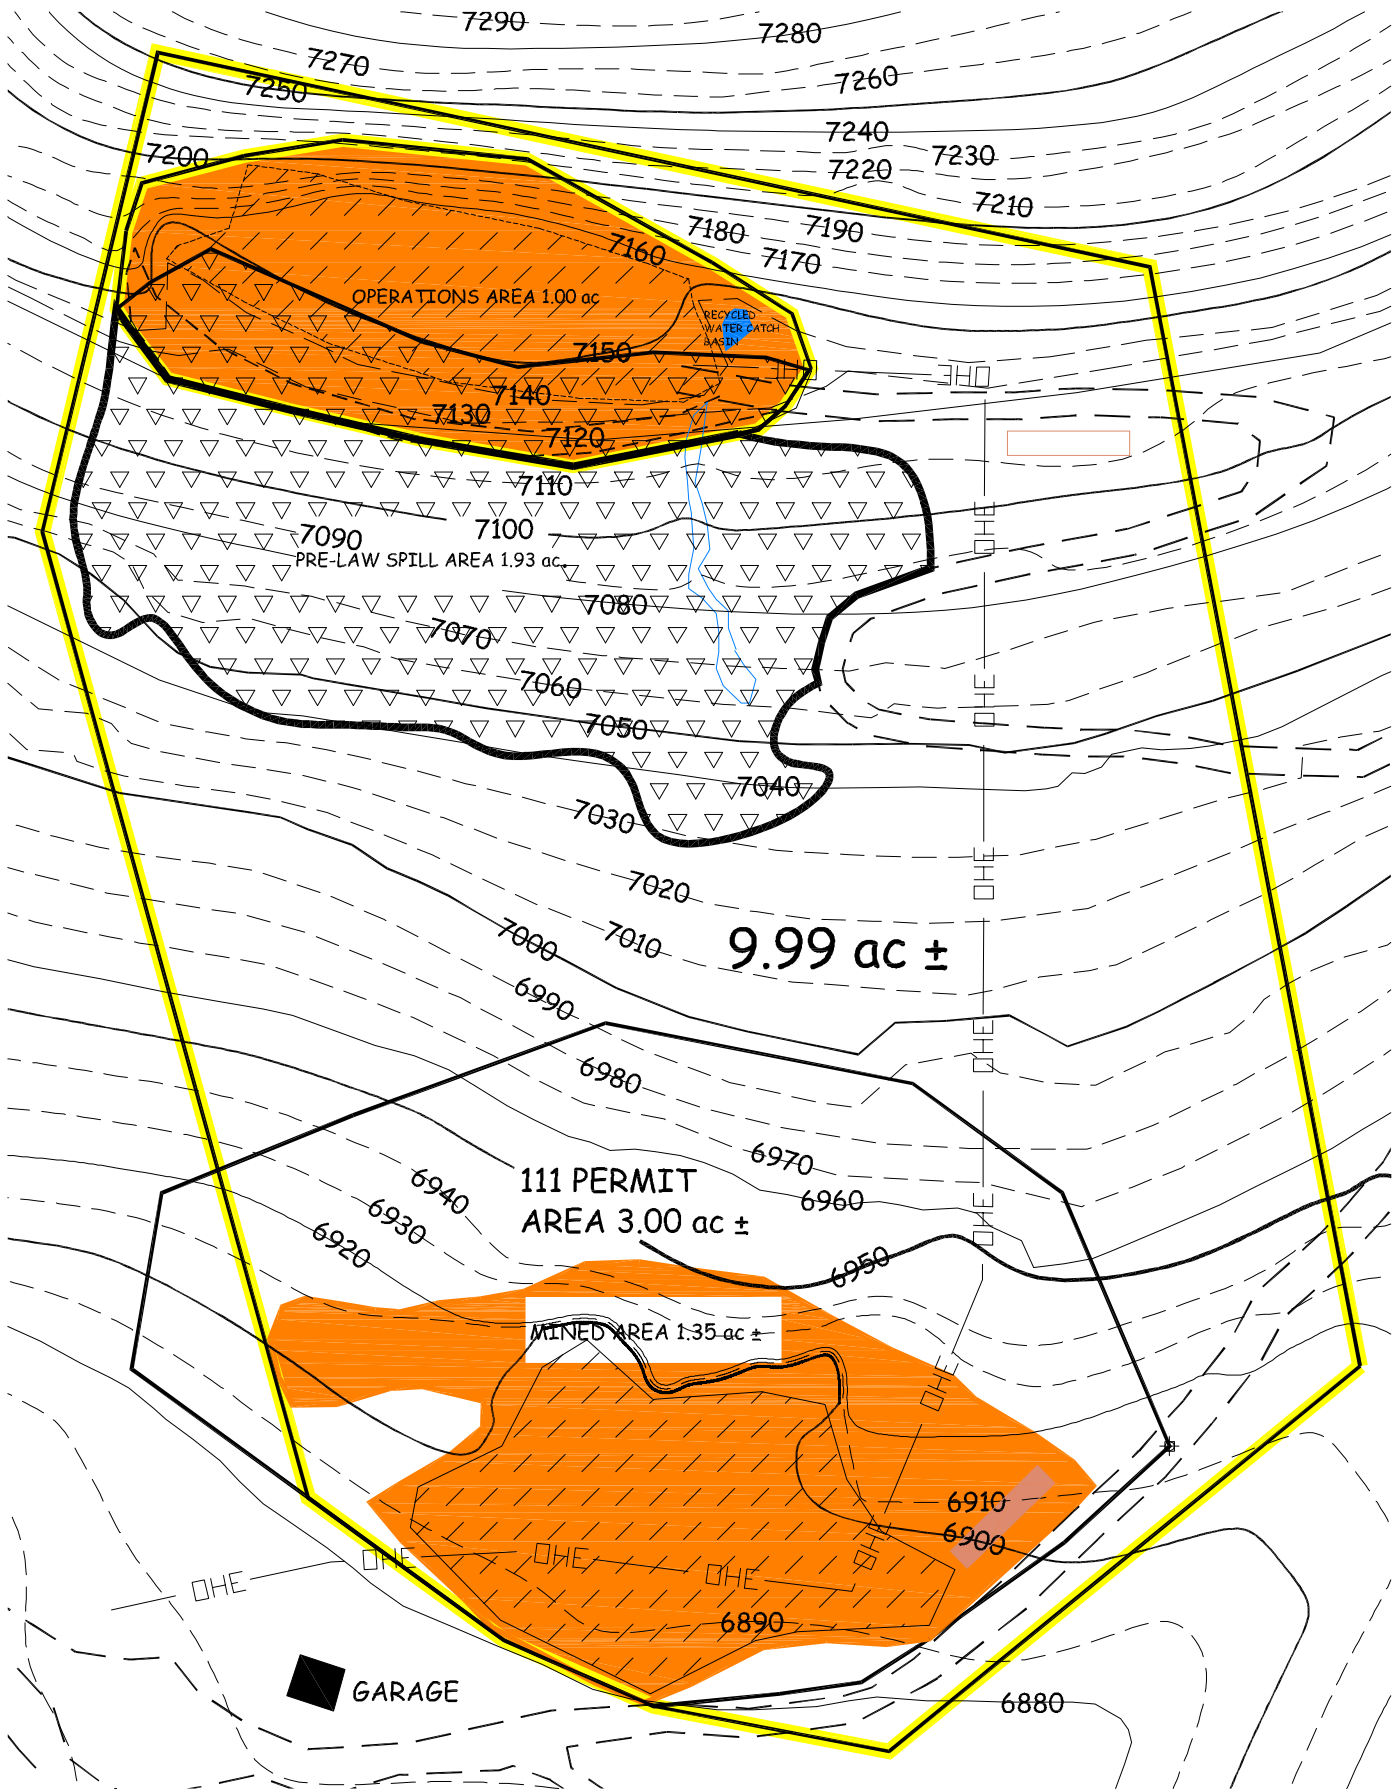 7290
7280
7270
7260
7250
7240
7230
7220
7200
7210
7190
7180
7160
7170
OPERATIONS AREA 1.00 ac
RECYCLED
WATER CATCH
BASIN
7150
OHE
OHE
7140
7130
7120
7110
7100
7090
OHE
PRE-LAW SPILL AREA 1.93 ac.
7080
7070
7060
OHE
7050
7040
7030
OHE
7020
7010
7000
9.99 ac ±
6990
OHE
6980
6970
111 PERMIT
AREA 3.00 ac ±
6960
6940
6930
6920
OHE
6950
MINED AREA 1.35 ac ±
OHE
6910
6900
OHE
OHE
OHE
OHE
OHE
6890
GARAGE
6880